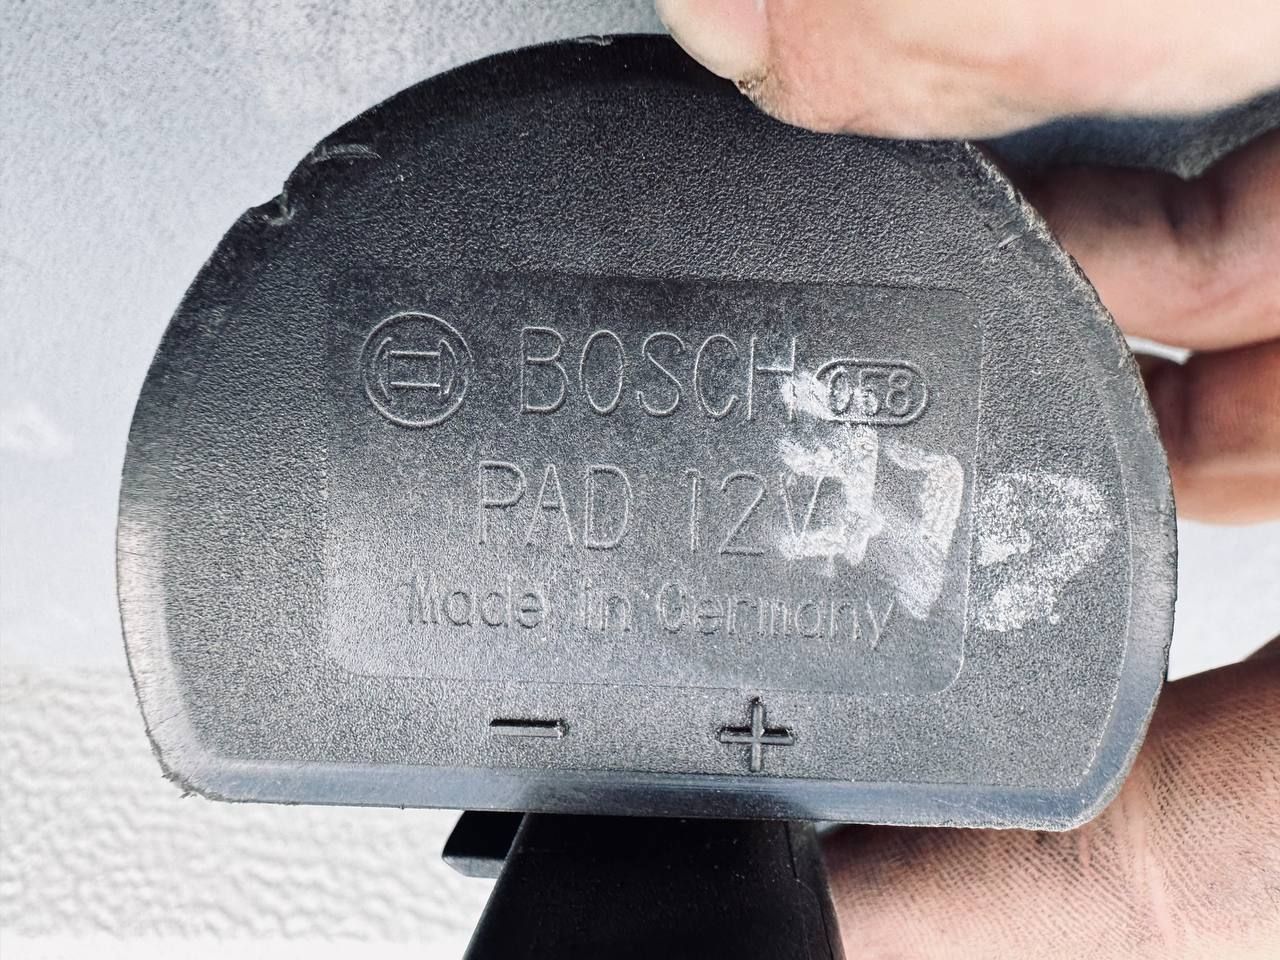 BOSCH 058
PAD 12V
Made in Germany
- +